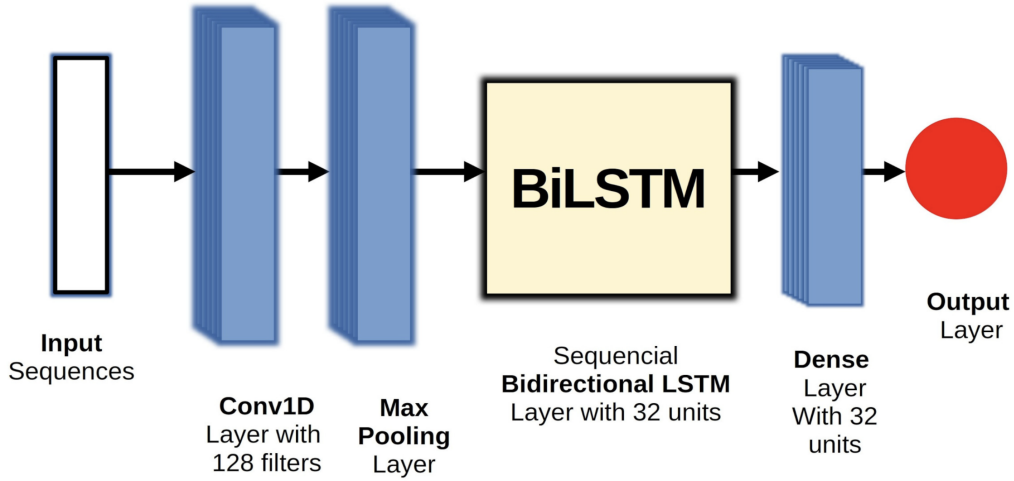 BiLSTM
Input
Sequences
Conv1D
Layer with
128 filters
Max
Pooling
Layer
Sequencial
Bidirectional LSTM
Layer with 32 units
Dense
Layer
With 32
units
Output
Layer